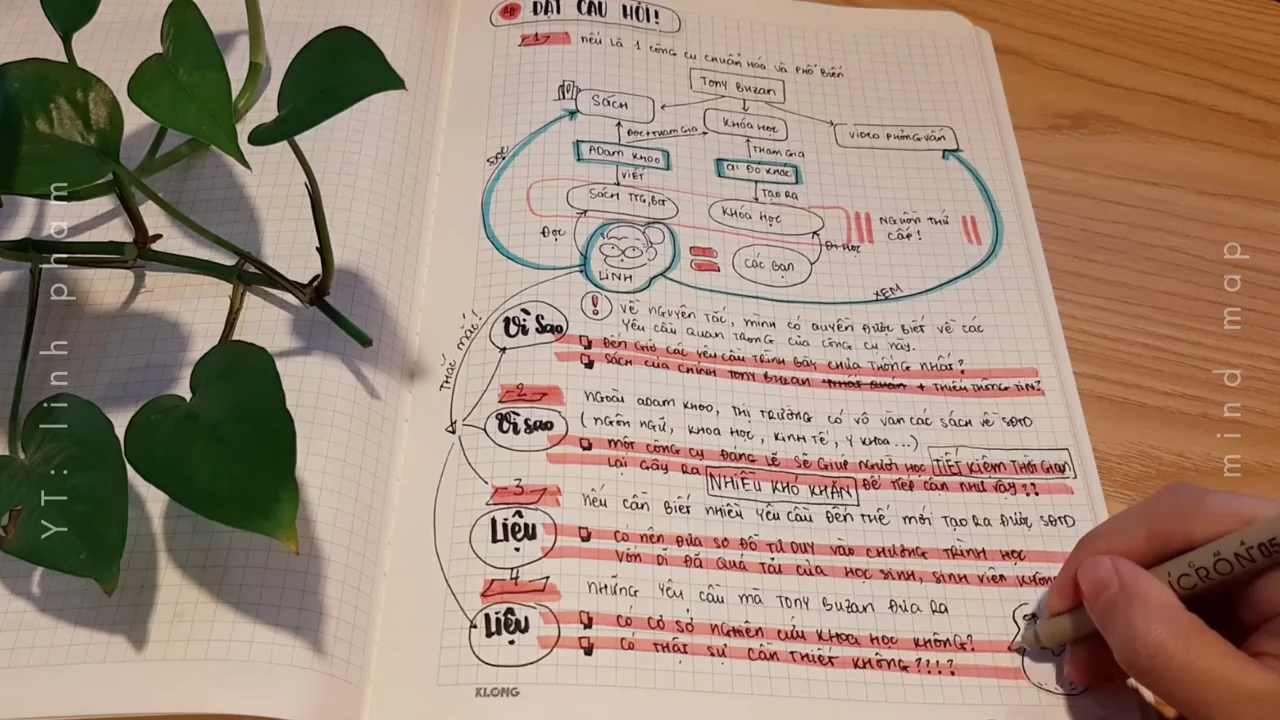 ĐẶT CÂU HỎI!
1 nếu là 1 công cụ chuẩn hóa và phổ biến
Tony Buzan
SÁCH
KHÓA HỌC
VIDEO PHỎNG VẤN
ĐỌC + THAM GIA
ADAM KHOO
THAM GIA
AI ĐÓ KHÁC
ĐỌC
VIẾT
TẠO RA
SÁCH TTG, BCT
KHÓA HỌC
NGUỒN THỨ CẤP!
ĐỌC
ĐI HỌC
LINH
CÁC BẠN
XEM
THẮC MẮC!
Vì Sao
! VỀ NGUYÊN TẮC, MÌNH CÓ QUYỀN ĐƯỢC BIẾT VỀ CÁC
YÊU CẦU QUAN TRỌNG CỦA CÔNG CỤ NÀY.
ĐẾN GIỜ CÁC YÊU CẦU TRÌNH BÀY CHƯA THỐNG NHẤT?
SÁCH CỦA CHÍNH TONY BUZAN NHẤT QUÁN + THIẾU THÔNG TIN?
2
Vì sao
NGOÀI ADAM KHOO, THỊ TRƯỜNG CÓ VÔ VÀN CÁC SÁCH VỀ SĐTD
(NGÔN NGỮ, KHOA HỌC, KINH TẾ, Y KHOA...)
MỘT CÔNG CỤ ĐÁNG LẼ SẼ GIÚP NGƯỜI HỌC TIẾT KIỆM THỜI GIAN
LẠI GÂY RA NHIỀU KHÓ KHĂN ĐỂ TIẾP CẬN NHƯ VẬY??
3
Liệu
NẾU CẦN BIẾT NHIỀU YÊU CẦU ĐẾN THẾ MỚI TẠO RA ĐƯỢC SĐTD
CÓ NÊN ĐƯA SƠ ĐỒ TƯ DUY VÀO CHƯƠNG TRÌNH HỌC
VỐN DĨ ĐÃ QUÁ TẢI CỦA HỌC SINH, SINH VIÊN KHÔNG
4
Liệu
NHỮNG YÊU CẦU MÀ TONY BUZAN ĐƯA RA
CÓ CƠ SỞ NGHIÊN CỨU KHOA HỌC KHÔNG?
CÓ THẬT SỰ CẦN THIẾT KHÔNG?!!?
KLONG
YT: linh pham
mind map
MICRON 05